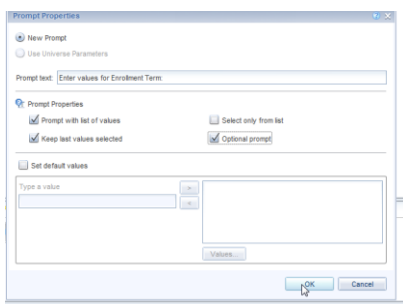 Prompt Properties
New Prompt
Use Universe Parameters
Prompt text: Enter values for Enrollment Term:
Prompt Properties
Prompt with list of values
Select only from list
Keep last values selected
Optional prompt
Set default values
Type a value
>
<
Values...
OK
Cancel